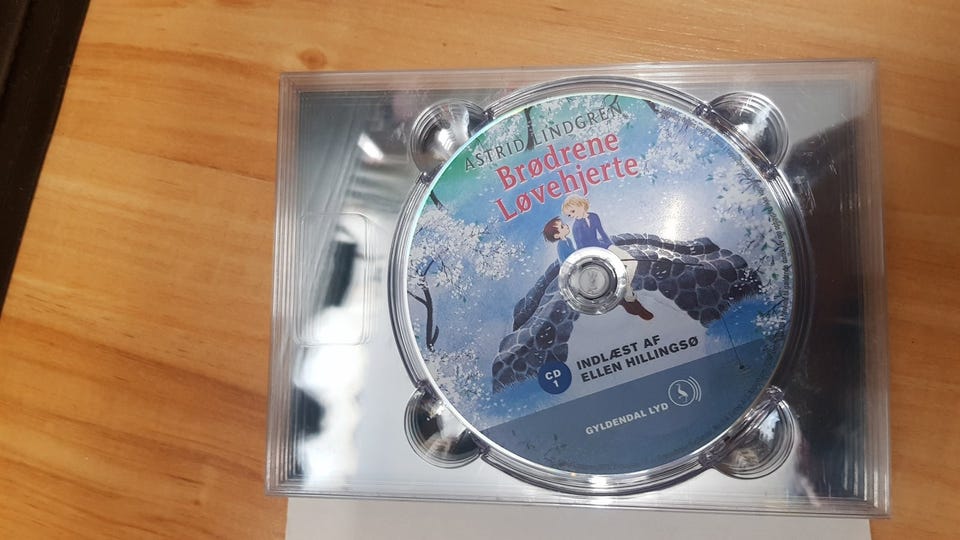 ASTRID LINDGREN
Brødrene
Løvehjerte
CD
1
INDLÆST AF
ELLEN HILLINGSØ
GYLDENDAL LYD